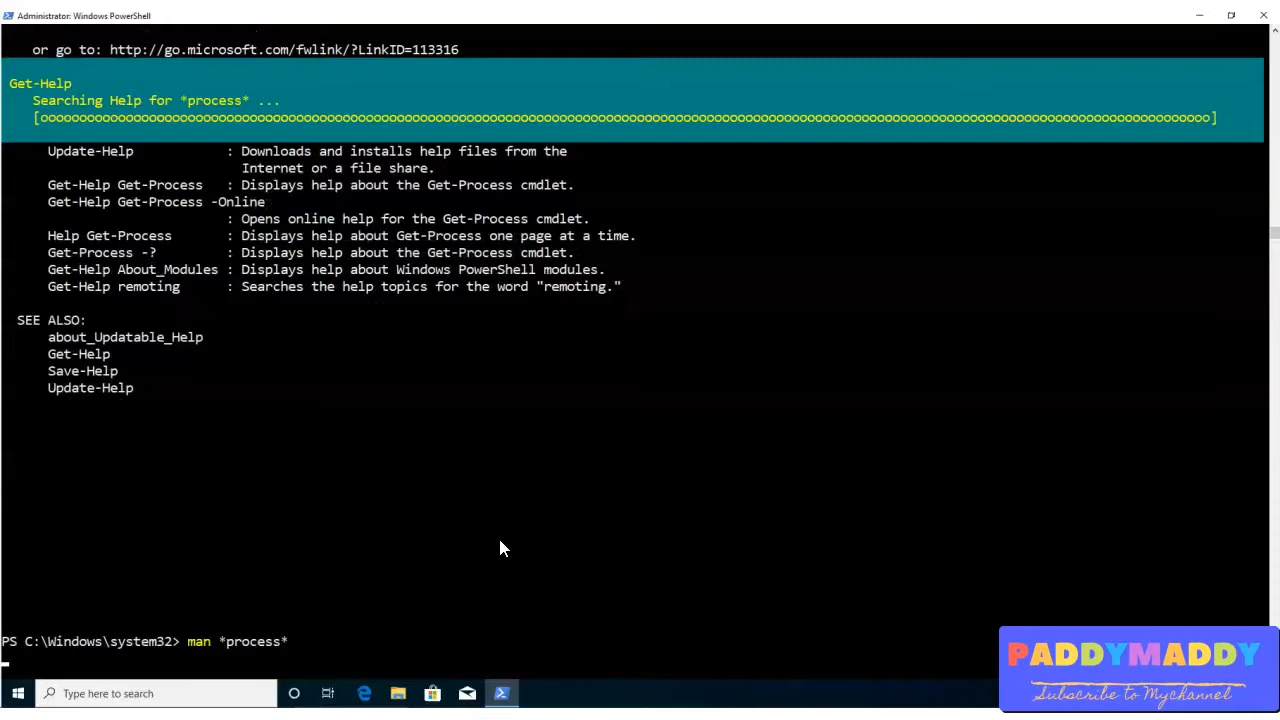 Administrator: Windows PowerShell
or go to: http://go.microsoft.com/fwlink/?LinkID=113316
Get-Help
Searching Help for *process* ...
[oooooooooooooooooooooooooooooooooooooooooooooooooooooooooooooooooooooooooooooooooooooooooooooooooooooooooooooooooooooooooooooooooooooooooooooooooooooo]
Update-Help : Downloads and installs help files from the
Internet or a file share.
Get-Help Get-Process : Displays help about the Get-Process cmdlet.
Get-Help Get-Process -Online
: Opens online help for the Get-Process cmdlet.
Help Get-Process : Displays help about Get-Process one page at a time.
Get-Process -? : Displays help about the Get-Process cmdlet.
Get-Help About_Modules : Displays help about Windows PowerShell modules.
Get-Help remoting : Searches the help topics for the word "remoting."
SEE ALSO:
about_Updatable_Help
Get-Help
Save-Help
Update-Help
PS C:\Windows\system32> man *process*
PADDYMADDY
Subscribe to Mychannel
Type here to search